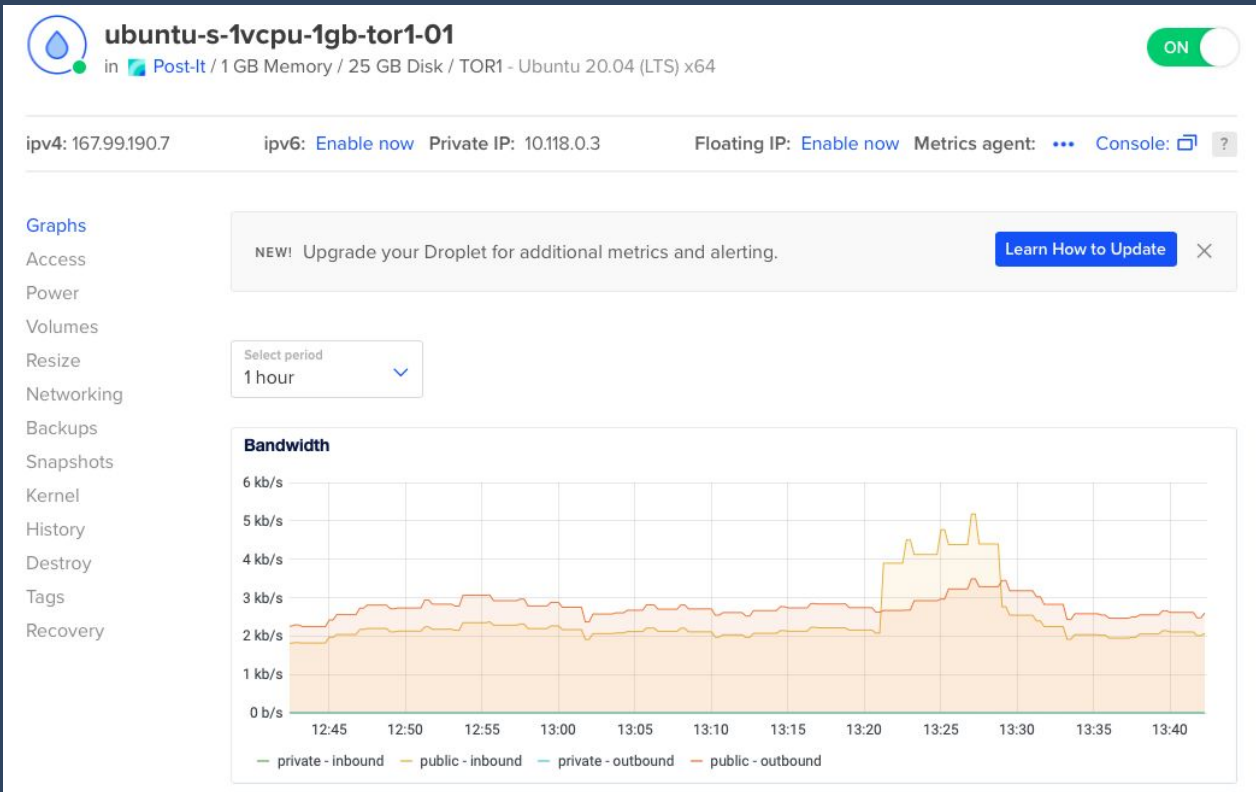 ubuntu-s-1vcpu-1gb-tor1-01
in Post-It / 1 GB Memory / 25 GB Disk / TOR1 - Ubuntu 20.04 (LTS) x64
ON
ipv4: 167.99.190.7 ipv6: Enable now Private IP: 10.118.0.3 Floating IP: Enable now Metrics agent: ••• Console: ?
Graphs
Access
Power
Volumes
Resize
Networking
Backups
Snapshots
Kernel
History
Destroy
Tags
Recovery
NEW! Upgrade your Droplet for additional metrics and alerting. Learn How to Update
Select period
1 hour
Bandwidth
6 kb/s
5 kb/s
4 kb/s
3 kb/s
2 kb/s
1 kb/s
0 b/s
12:45 12:50 12:55 13:00 13:05 13:10 13:15 13:20 13:25 13:30 13:35 13:40
private - inbound public - inbound private - outbound public - outbound